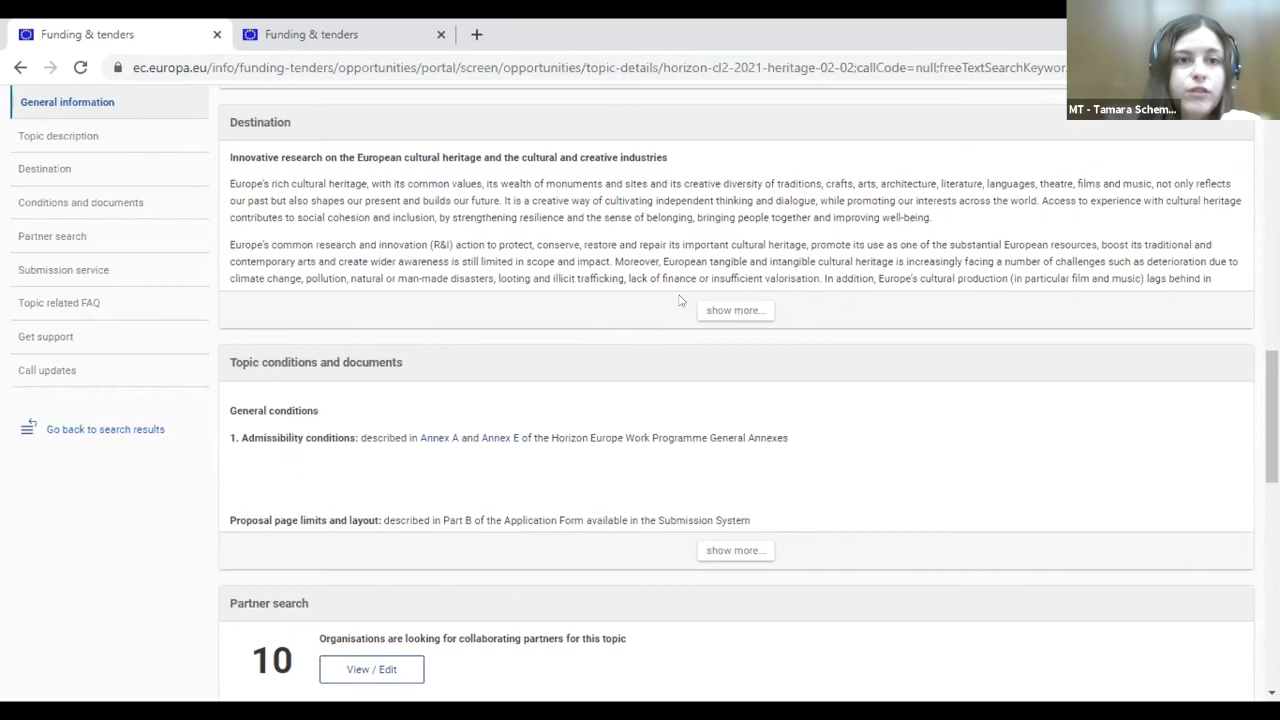 Funding & tenders
Funding & tenders
ec.europa.eu/info/funding-tenders/opportunities/portal/screen/opportunities/topic-details/horizon-cl2-2021-heritage-02-02;callCode=null;freeTextSearchKeywor...
MT - Tamara Schem...
General information
Topic description
Destination
Conditions and documents
Partner search
Submission service
Topic related FAQ
Get support
Call updates
Go back to search results
Destination
Innovative research on the European cultural heritage and the cultural and creative industries
Europe's rich cultural heritage, with its common values, its wealth of monuments and sites and its creative diversity of traditions, crafts, arts, architecture, literature, languages, theatre, films and music, not only reflects
our past but also shapes our present and builds our future. It is a creative way of cultivating independent thinking and dialogue, while promoting our interests across the world. Access to experience with cultural heritage
contributes to social cohesion and inclusion, by strengthening resilience and the sense of belonging, bringing people together and improving well-being.
Europe's common research and innovation (R&I) action to protect, conserve, restore and repair its important cultural heritage, promote its use as one of the substantial European resources, boost its traditional and
contemporary arts and create wider awareness is still limited in scope and impact. Moreover, European tangible and intangible cultural heritage is increasingly facing a number of challenges such as deterioration due to
climate change, pollution, natural or man-made disasters, looting and illicit trafficking, lack of finance or insufficient valorisation. In addition, Europe's cultural production (in particular film and music) lags behind in
show more...
Topic conditions and documents
General conditions
1. Admissibility conditions: described in Annex A and Annex E of the Horizon Europe Work Programme General Annexes
Proposal page limits and layout: described in Part B of the Application Form available in the Submission System
show more...
Partner search
10
Organisations are looking for collaborating partners for this topic
View / Edit